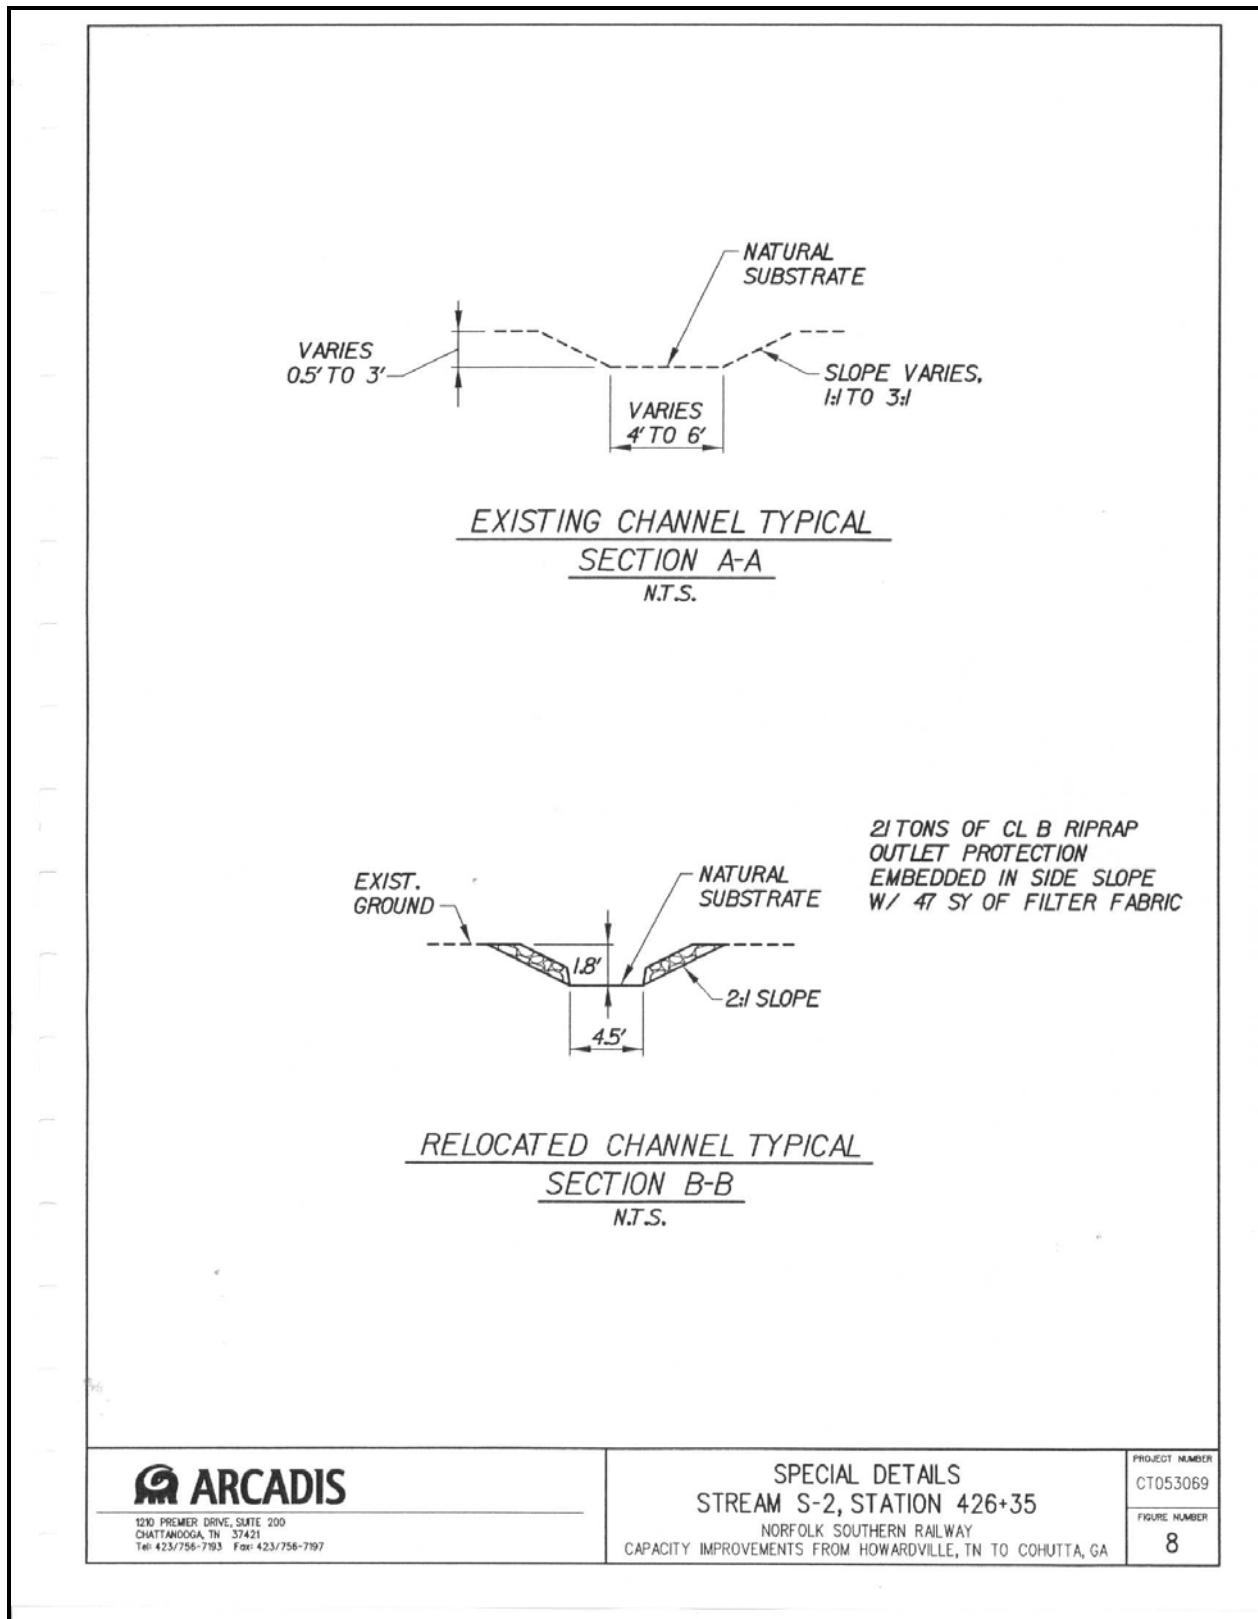 NATURAL
SUBSTRATE
VARIES
0.5' TO 3'
SLOPE VARIES,
1:1 TO 3:1
VARIES
4' TO 6'
EXISTING CHANNEL TYPICAL
SECTION A-A
N.T.S.
21 TONS OF CL B RIPRAP
OUTLET PROTECTION
EMBEDDED IN SIDE SLOPE
W/ 47 SY OF FILTER FABRIC
EXIST.
GROUND
NATURAL
SUBSTRATE
1.8'
2:1 SLOPE
4.5'
RELOCATED CHANNEL TYPICAL
SECTION B-B
N.T.S.
ARCADIS
1210 PREMIER DRIVE, SUITE 200
CHATTANOOGA, TN 37421
Tel: 423/756-7193 Fax: 423/756-7197
SPECIAL DETAILS
STREAM S-2, STATION 426+35
NORFOLK SOUTHERN RAILWAY
CAPACITY IMPROVEMENTS FROM HOWARDVILLE, TN TO COHUTTA, GA
PROJECT NUMBER
CT053069
FIGURE NUMBER
8